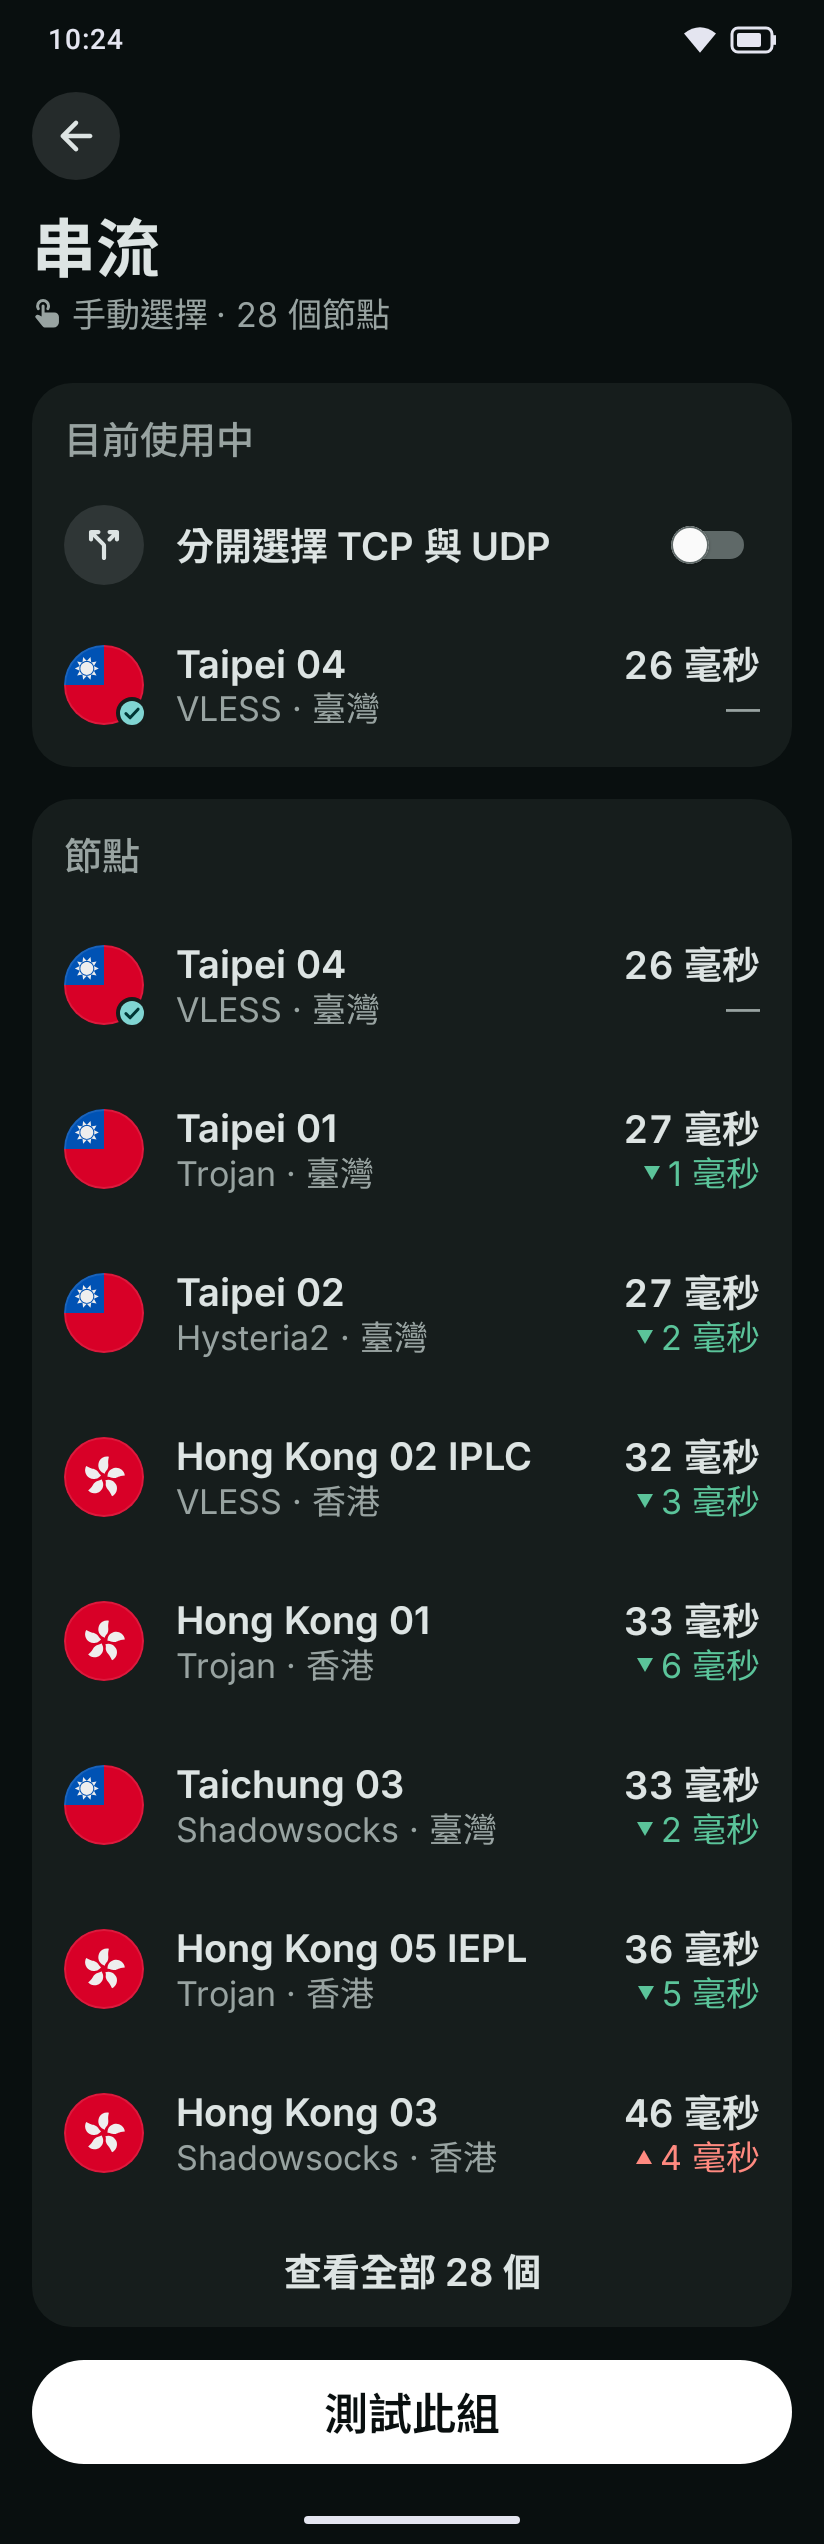 10:24
串流
手動選擇 · 28 個節點
目前使用中
分開選擇 TCP 與 UDP
Taipei 04
26 毫秒
VLESS · 臺灣
—
節點
Taipei 04
26 毫秒
VLESS · 臺灣
—
Taipei 01
27 毫秒
Trojan · 臺灣
▼1 毫秒
Taipei 02
27 毫秒
Hysteria2 · 臺灣
▼2 毫秒
Hong Kong 02 IPLC
32 毫秒
VLESS · 香港
▼3 毫秒
Hong Kong 01
33 毫秒
Trojan · 香港
▼6 毫秒
Taichung 03
33 毫秒
Shadowsocks · 臺灣
▼2 毫秒
Hong Kong 05 IEPL
36 毫秒
Trojan · 香港
▼5 毫秒
Hong Kong 03
46 毫秒
Shadowsocks · 香港
▲4 毫秒
查看全部 28 個
測試此組